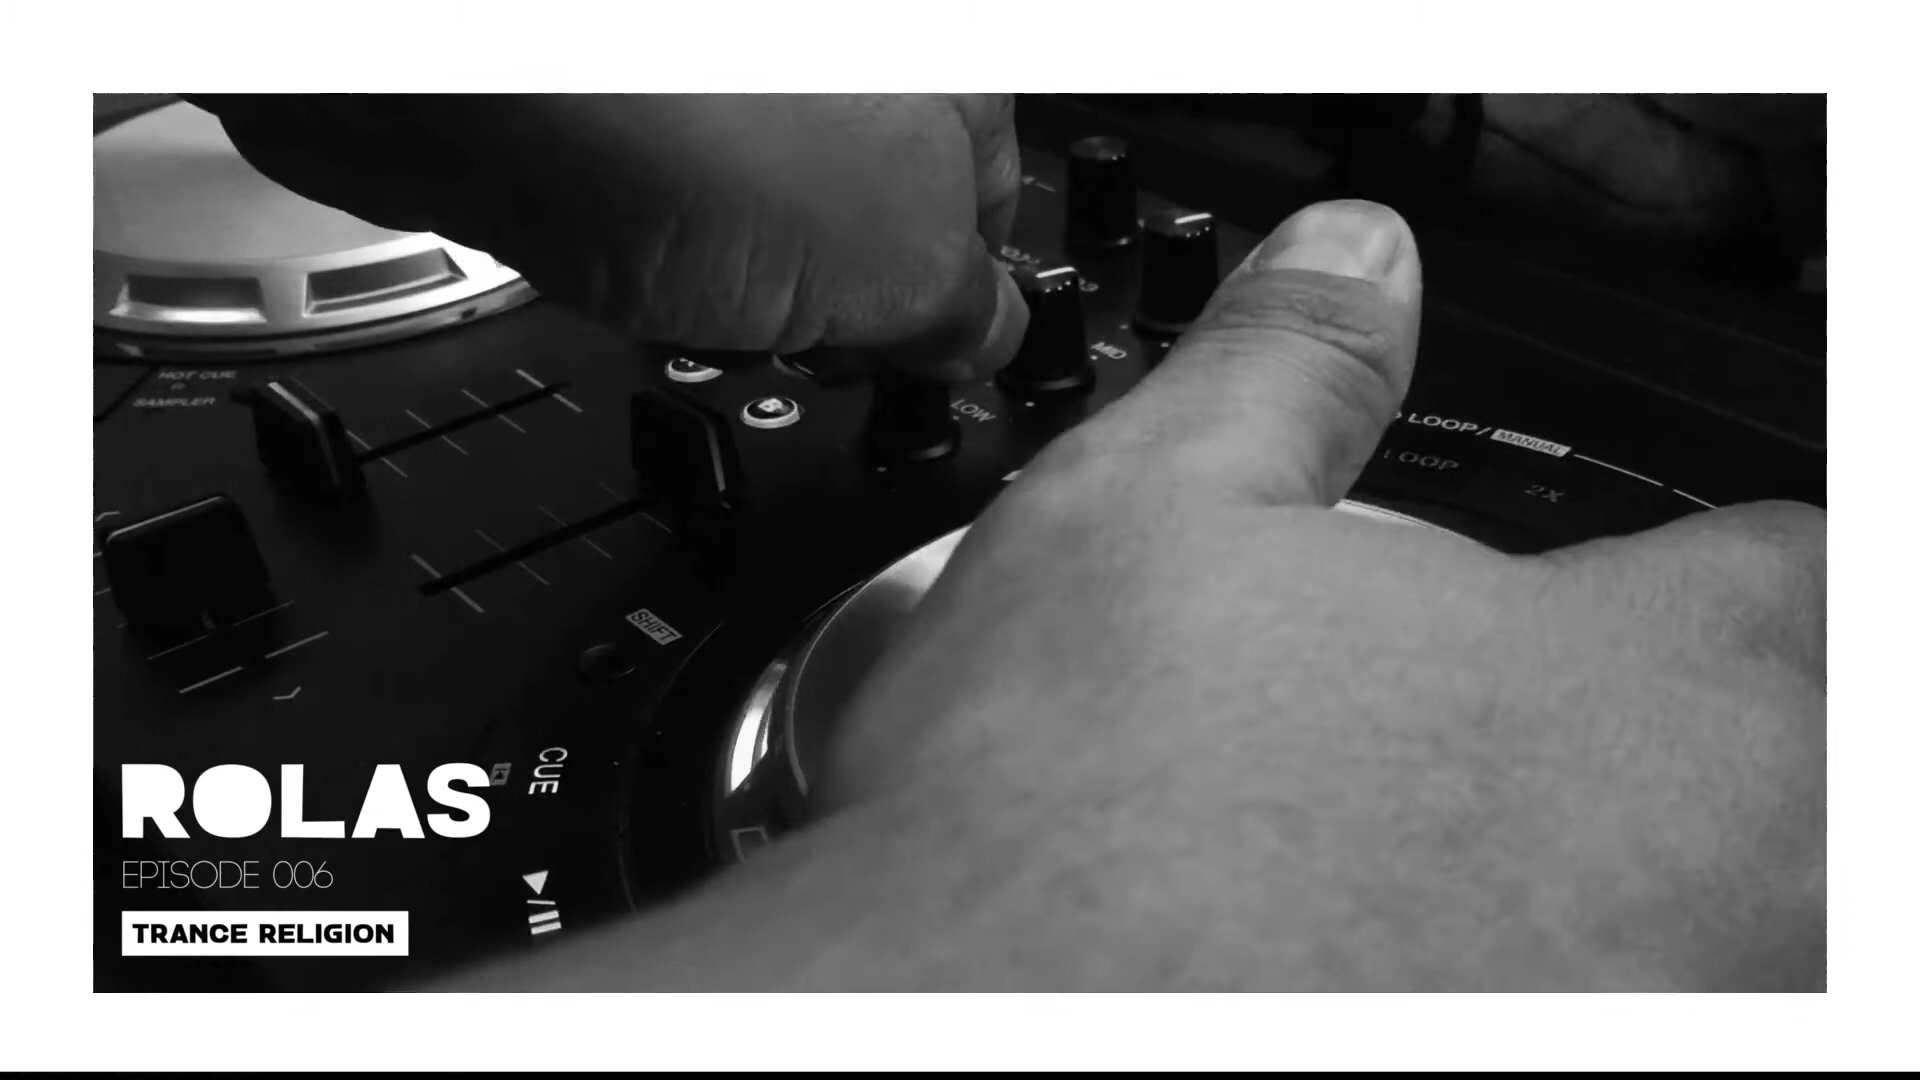 HOT CUE
SAMPLER
MID
LOW
LOOP/ MANUAL
LOOP
2X
SHIFT
CUE
ROLAS
EPISODE 006
TRANCE RELIGION